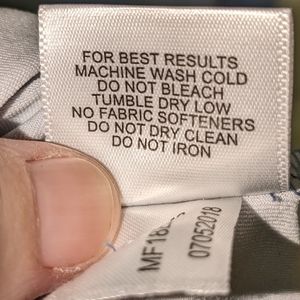 FOR BEST RESULTS
MACHINE WASH COLD
DO NOT BLEACH
TUMBLE DRY LOW
NO FABRIC SOFTENERS
DO NOT DRY CLEAN
DO NOT IRON
07052018